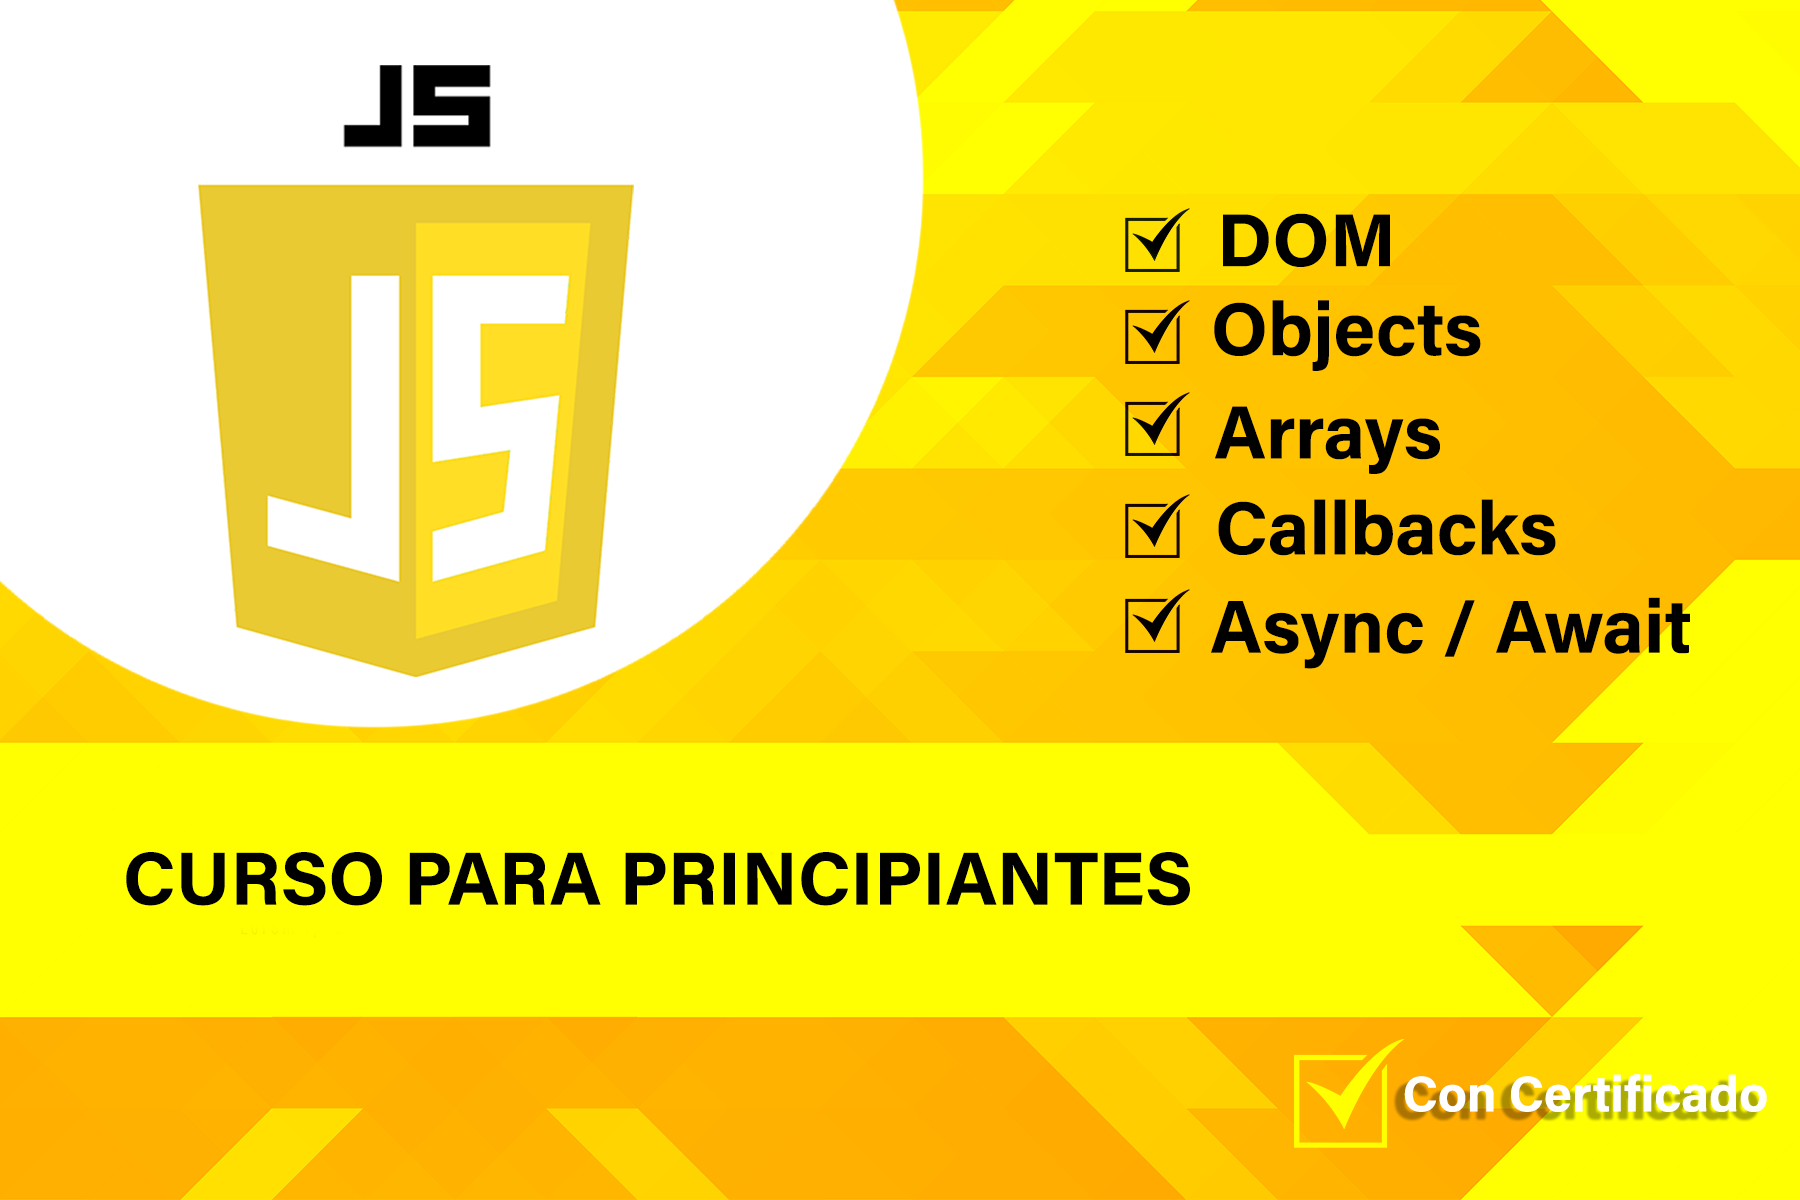 JS
JS
DOM
Objects
Arrays
Callbacks
Async / Await
CURSO PARA PRINCIPIANTES
Con Certificado